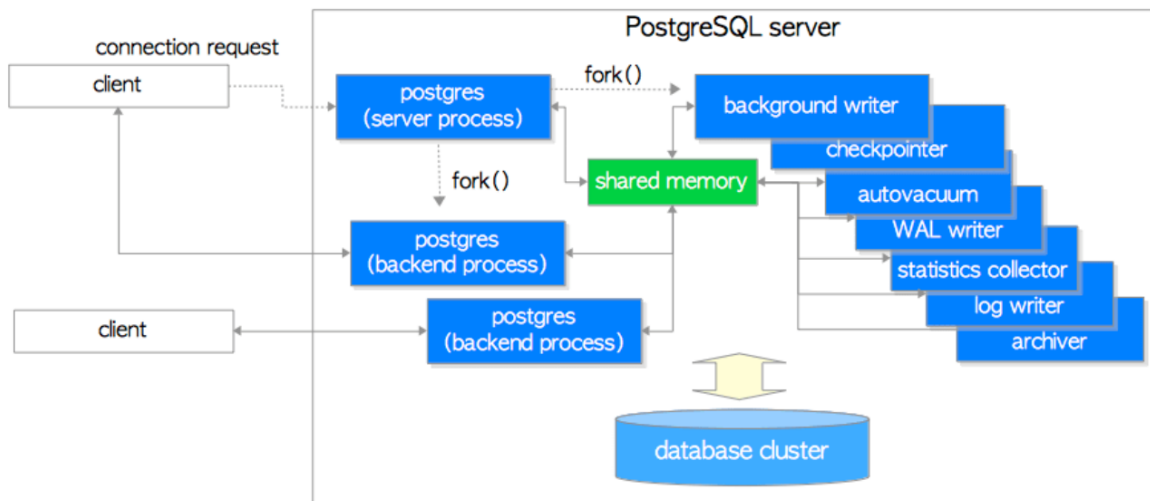 PostgreSQL server
connection request
client
postgres
(server process)
fork()
background writer
checkpointer
shared memory
autovacuum
fork()
WAL writer
postgres
(backend process)
statistics collector
log writer
client
postgres
(backend process)
archiver
database cluster